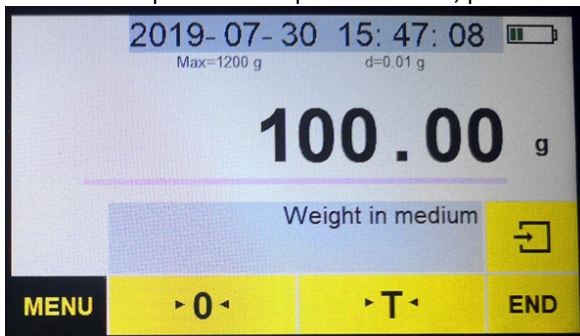 2019-07-30 15:47:08
Max=1200 g d=0.01 g
100.00 g
Weight in medium
MENU ▸0◂ ▸T◂ END